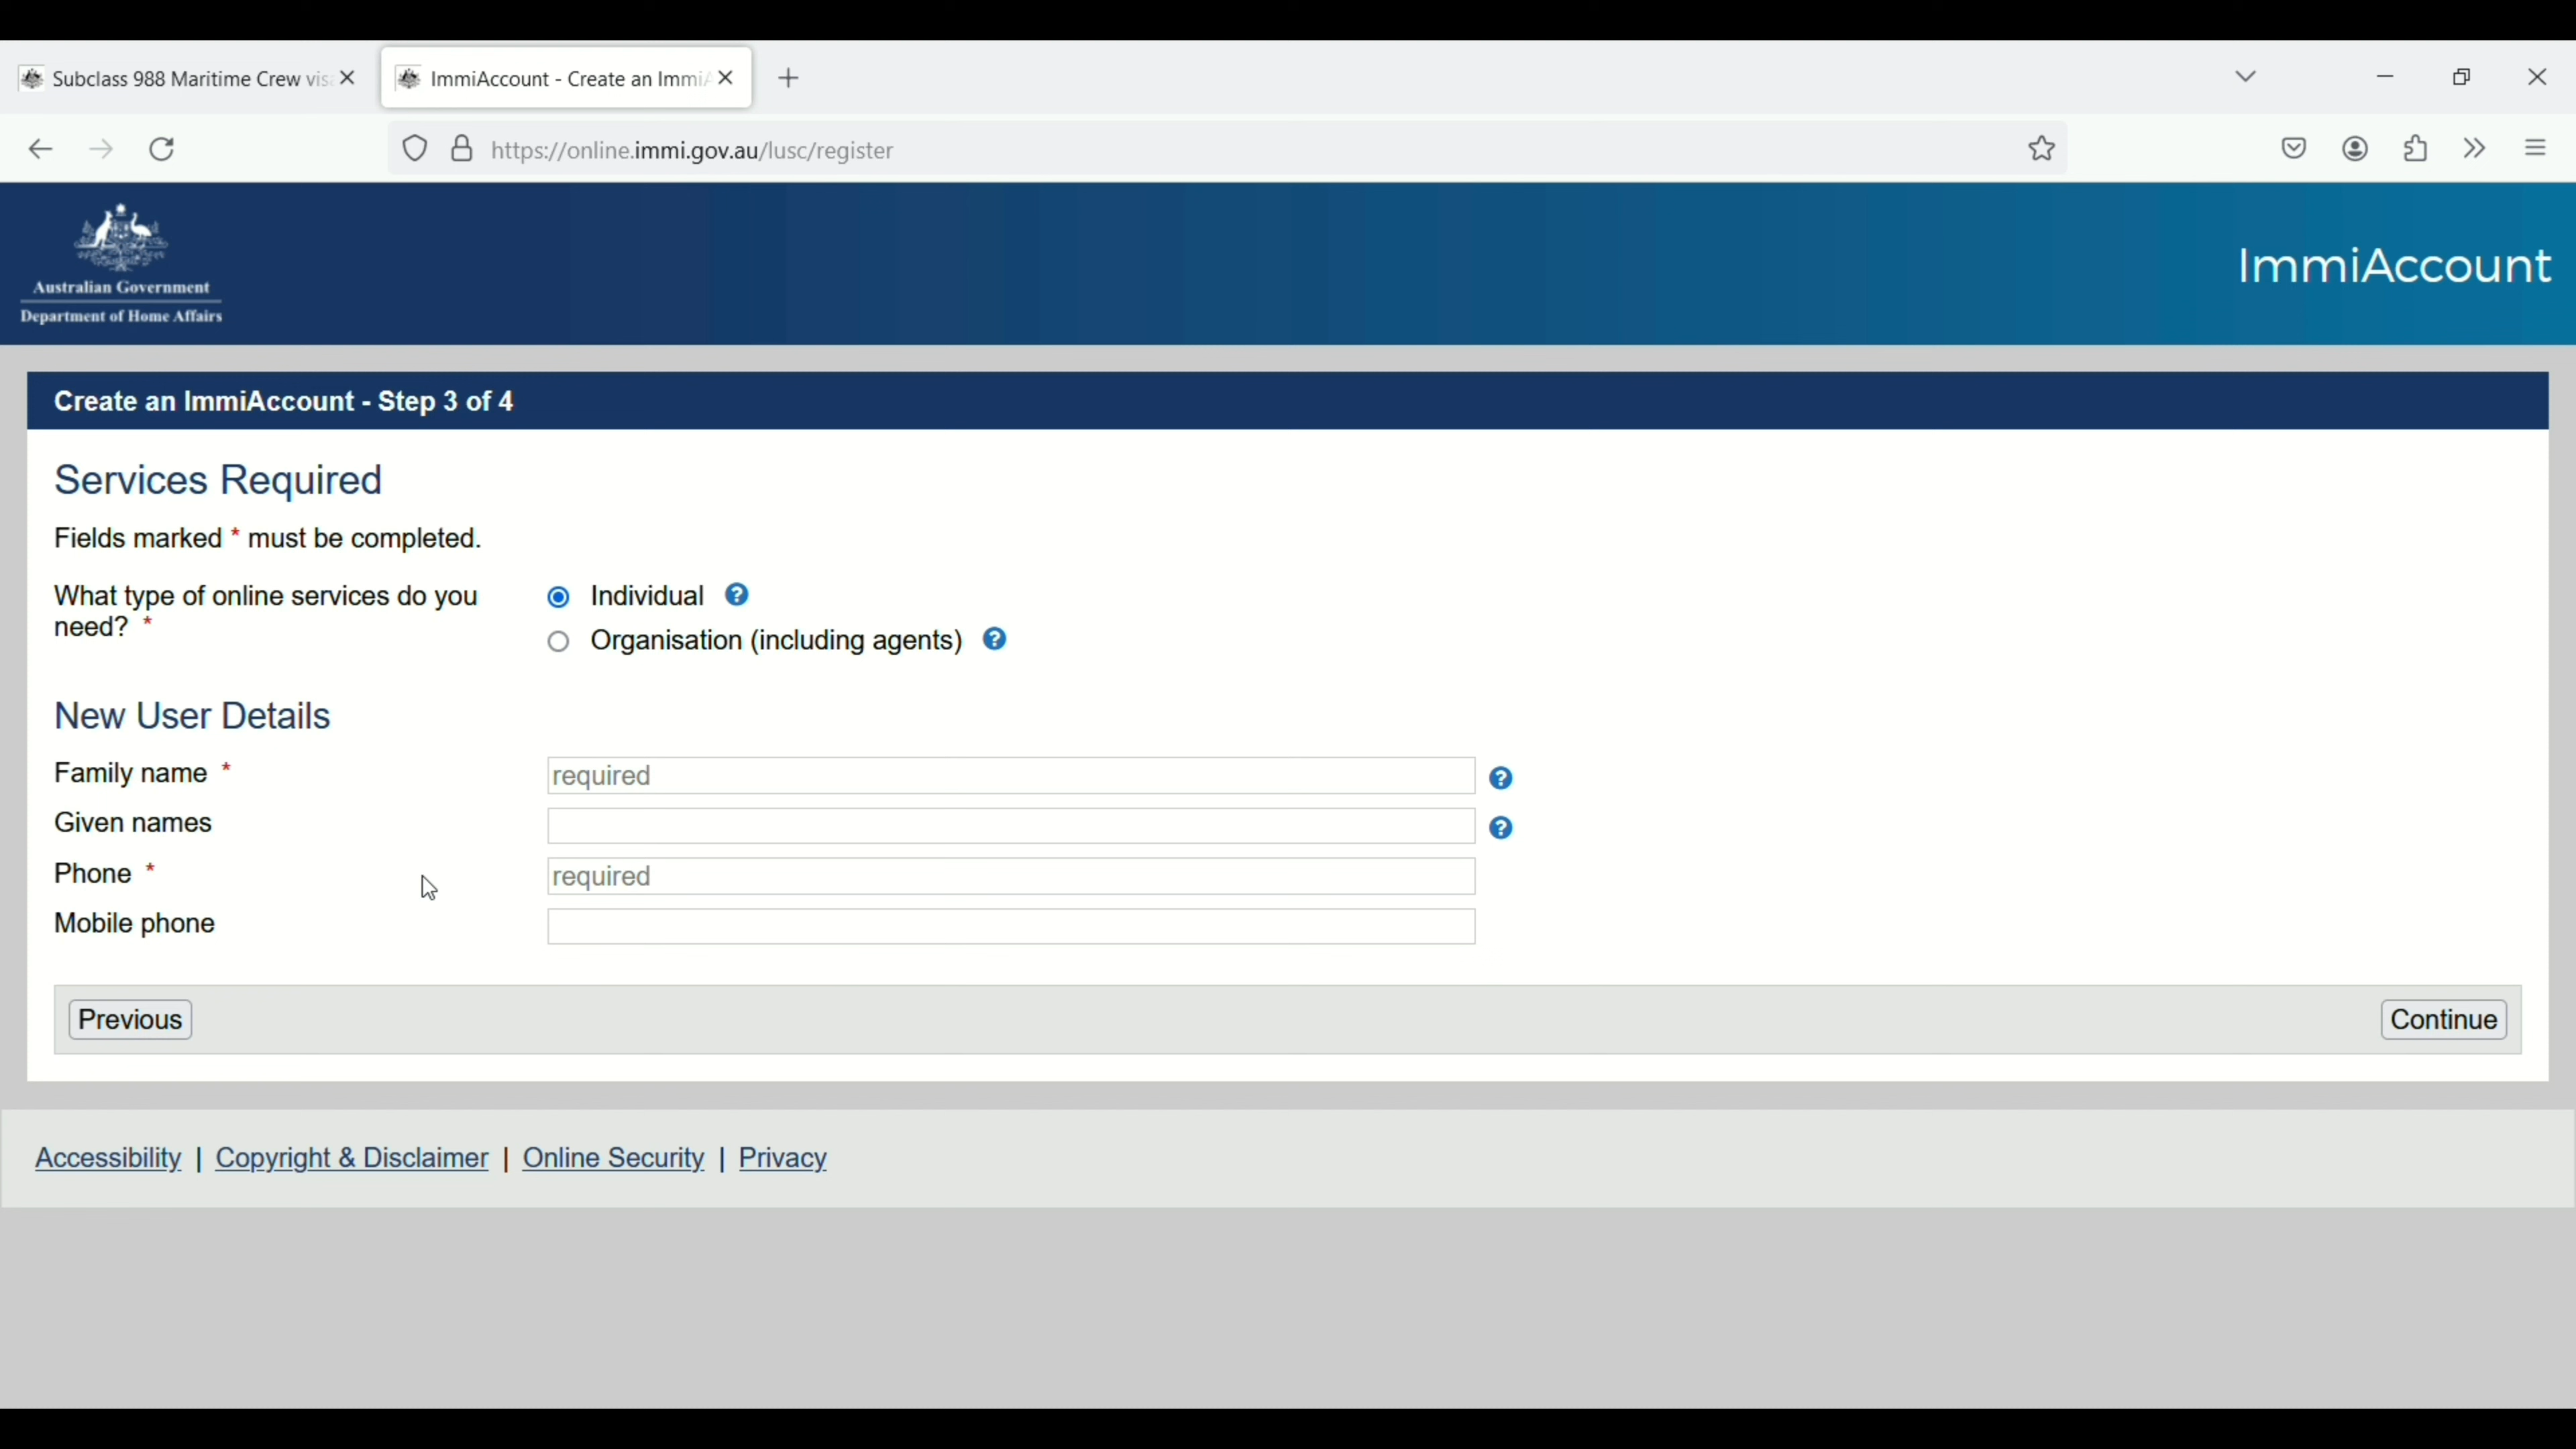 Subclass 988 Maritime Crew vis
ImmiAccount - Create an Immi
https://online.immi.gov.au/lusc/register
Australian Government
Department of Home Affairs
ImmiAccount
Create an ImmiAccount - Step 3 of 4
Services Required
Fields marked * must be completed.
What type of online services do you
need? *
Individual
Organisation (including agents)
New User Details
Family name * required
Given names
Phone * required
Mobile phone
Previous Continue
Accessibility | Copyright & Disclaimer | Online Security | Privacy